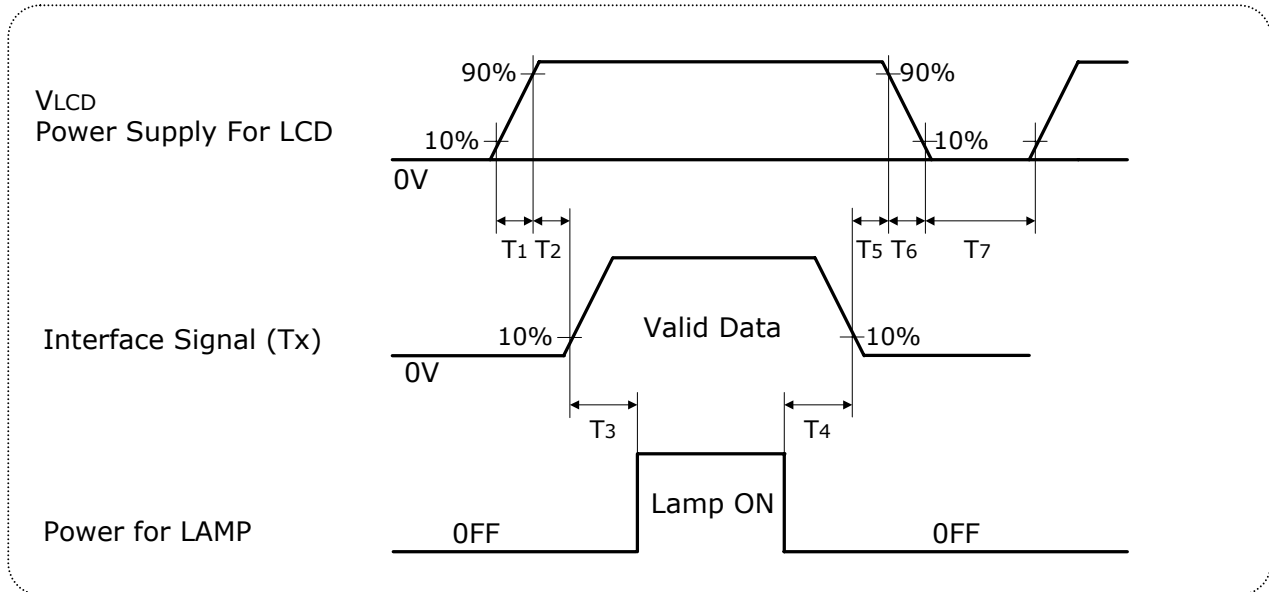 90%
90%
VLCD
Power Supply For LCD
10%
10%
0V
T1 T2
T5 T6
T7
Interface Signal (Tx)
10%
Valid Data
10%
0V
T3
T4
Power for LAMP
0FF
Lamp ON
0FF